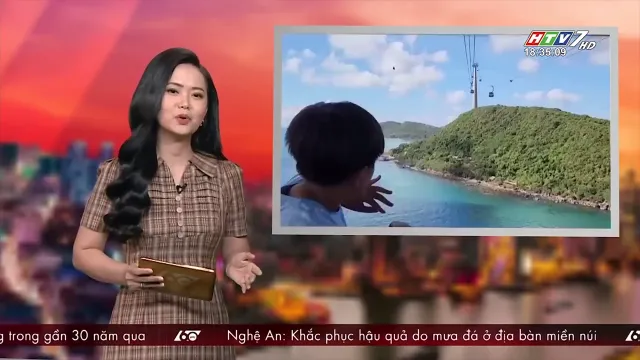 HTV7 HD
18:35:09
g trong gần 30 năm qua 60 Nghệ An: Khắc phục hậu quả do mưa đá ở địa bàn miền núi